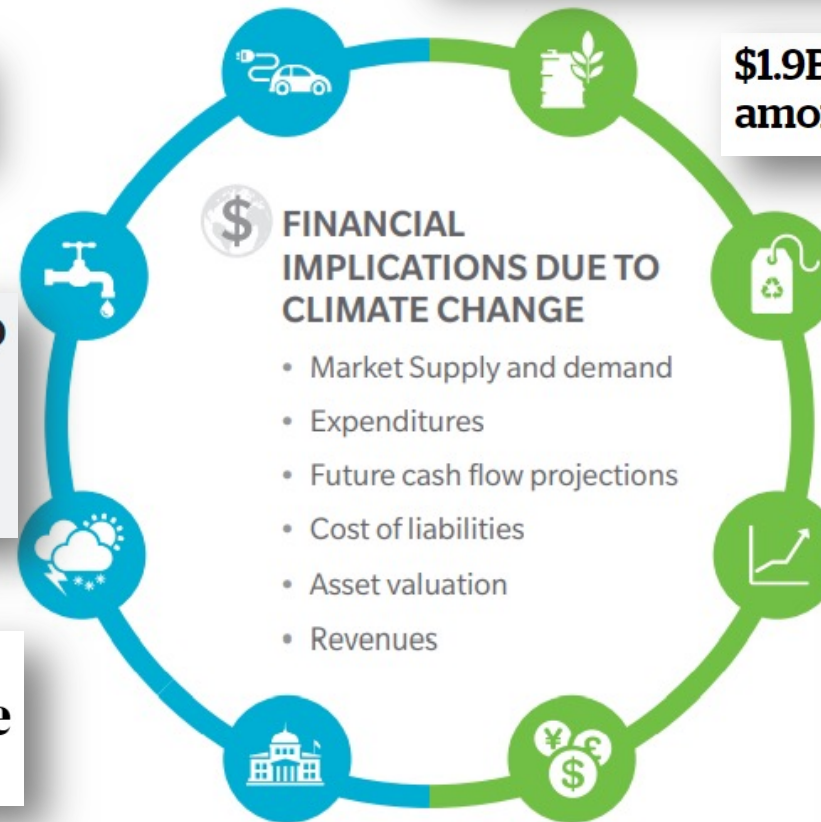 $1.9B
amo
$ FINANCIAL
IMPLICATIONS DUE TO
CLIMATE CHANGE
• Market Supply and demand
• Expenditures
• Future cash flow projections
• Cost of liabilities
• Asset valuation
• Revenues
e
¥ £
$